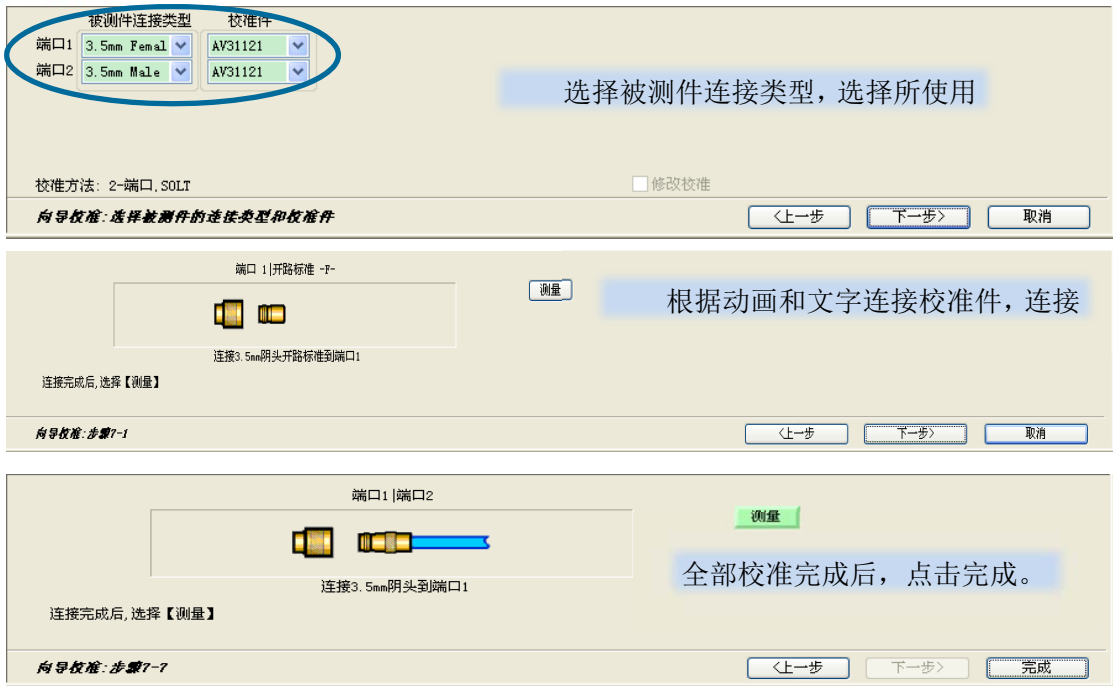 被测件连接类型 校准件
端口1 3.5mm Femal AV31121
端口2 3.5mm Male AV31121
选择被测件连接类型，选择所使用
校准方法: 2-端口,SOLT 修改校准
向导校准:选择被测件的连接类型和校准件 <上一步 下一步> 取消
端口 1|开路标准 -F-
测量
根据动画和文字连接校准件，连接
连接3.5mm阴头开路标准到端口1
连接完成后,选择【测量】
向导校准:步骤7-1 <上一步 下一步> 取消
端口1|端口2
测量
全部校准完成后，点击完成。
连接3.5mm阴头到端口1
连接完成后,选择【测量】
向导校准:步骤7-7 <上一步 下一步> 完成